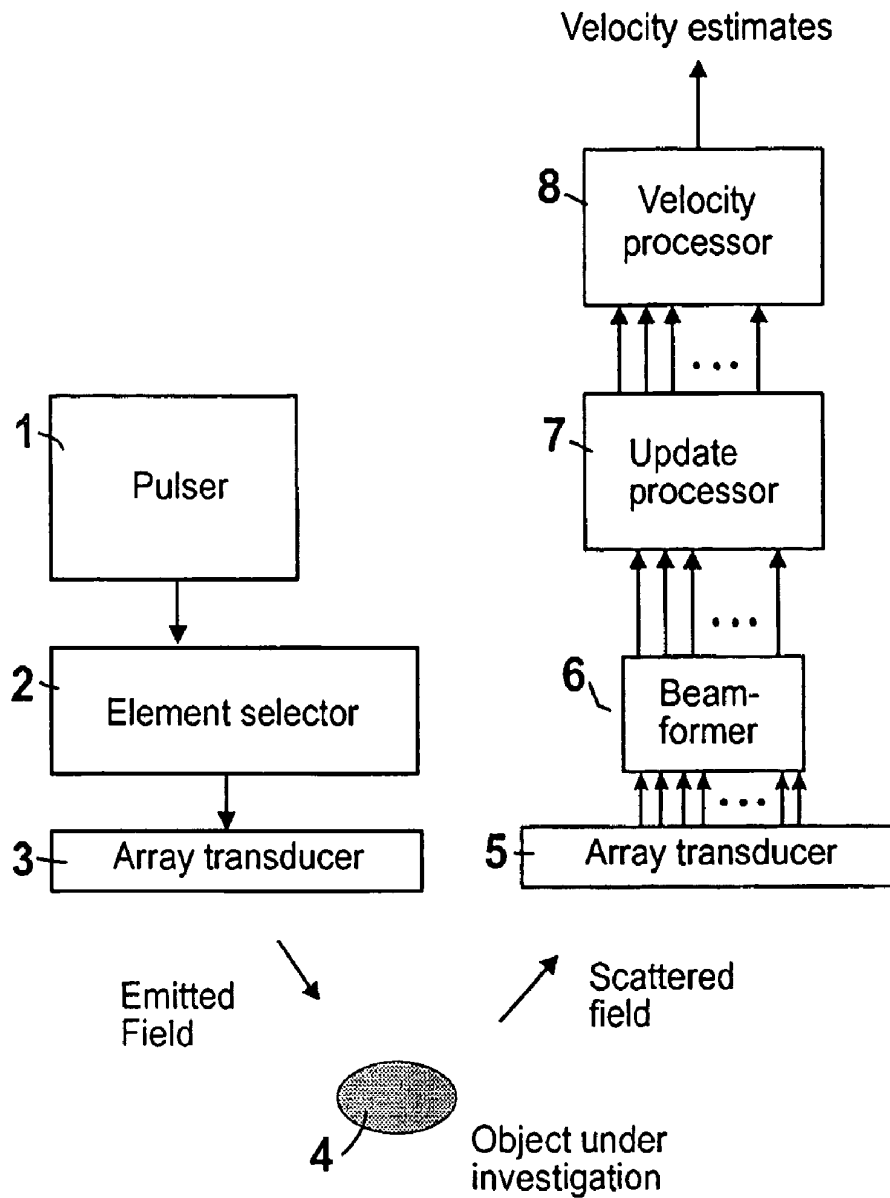 Velocity estimates
8
Velocity
processor
7
Update
processor
1
Pulser
2
Element selector
6
Beam-
former
3
Array transducer
5
Array transducer
Emitted
Field
Scattered
field
4
Object under
investigation